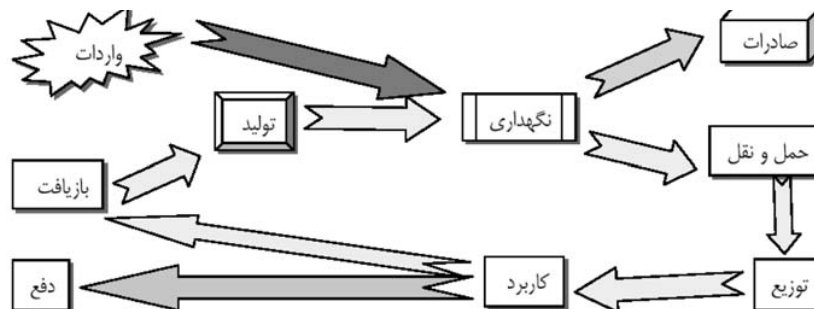 واردات
صادرات
تولید
نگهداری
حمل و نقل
بازیافت
دفع
کاربرد
توزیع